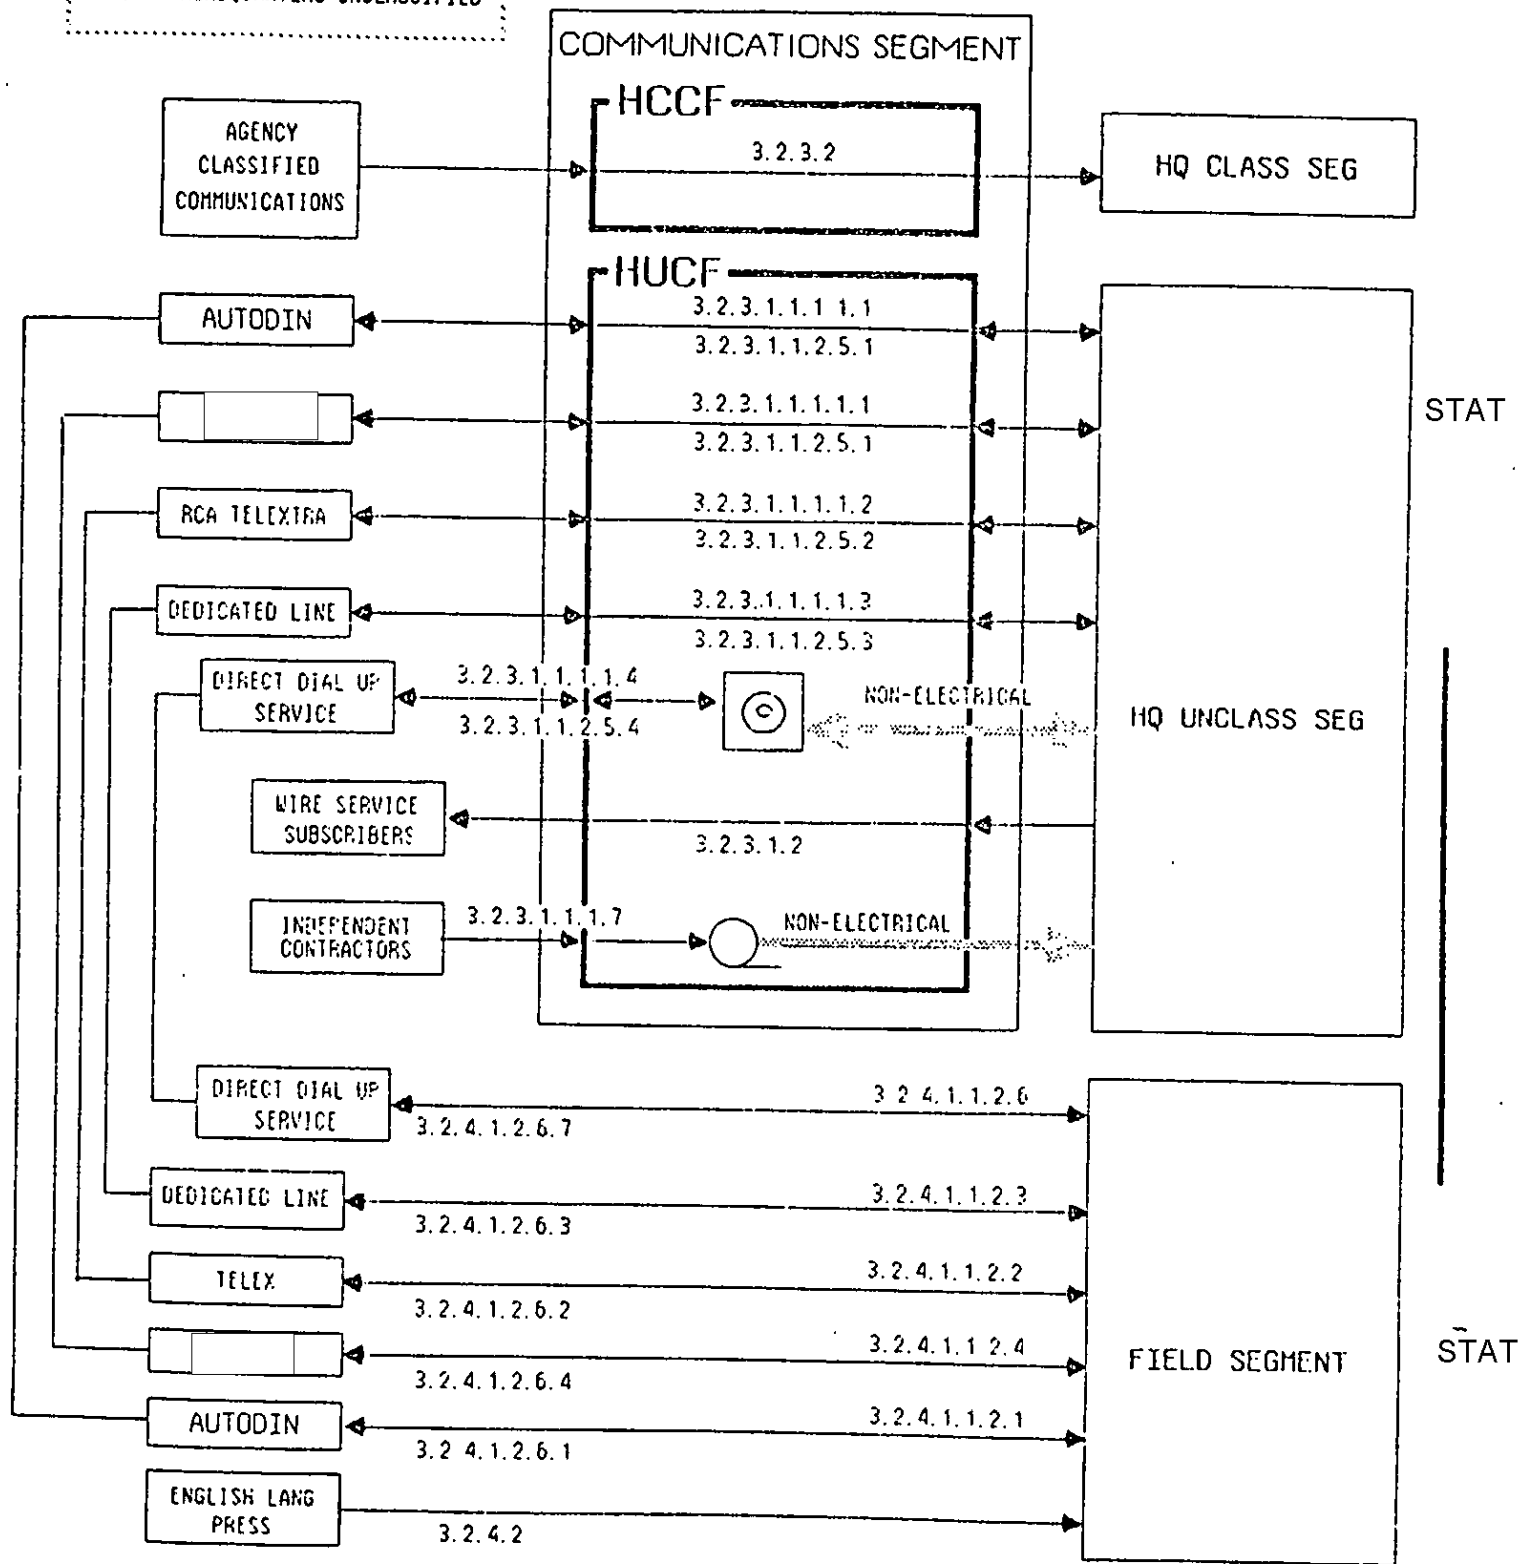 UNCLASSIFIED
COMMUNICATIONS SEGMENT
HCCF
AGENCY
CLASSIFIED
COMMUNICATIONS
3.2.3.2
HQ CLASS SEG
HUCF
AUTODIN
3.2.3.1.1.1 1.1
3.2.3.1.1.2.5.1
STAT
3.2.3.1.1.1.1.1
3.2.3.1.1.2.5.1
RCA TELEXTRA
3.2.3.1.1.1.1.2
3.2.3.1.1.2.5.2
DEDICATED LINE
3.2.3.1.1.1.1.3
3.2.3.1.1.2.5.3
DIRECT DIAL UP
SERVICE
3.2.3.1.1.1.1.4
3.2.3.1.1.2.5.4
C
NON-ELECTRICAL
HQ UNCLASS SEG
WIRE SERVICE
SUBSCRIBERS
3.2.3.1.2
INDEPENDENT
CONTRACTORS
3.2.3.1.1.1.7
NON-ELECTRICAL
DIRECT DIAL UP
SERVICE
3 2 4.1.1.2.6
3.2.4.1.2.6.7
DEDICATED LINE
3.2.4.1.1.2.3
3.2.4.1.2.6.3
TELEX
3.2.4.1.1.2.2
3.2.4.1.2.6.2
3.2.4.1.1 2.4
3.2.4.1.2.6.4
FIELD SEGMENT
STAT
AUTODIN
3.2.4.1.1.2.1
3.2 4.1.2.6.1
ENGLISH LANG
PRESS
3.2.4.2